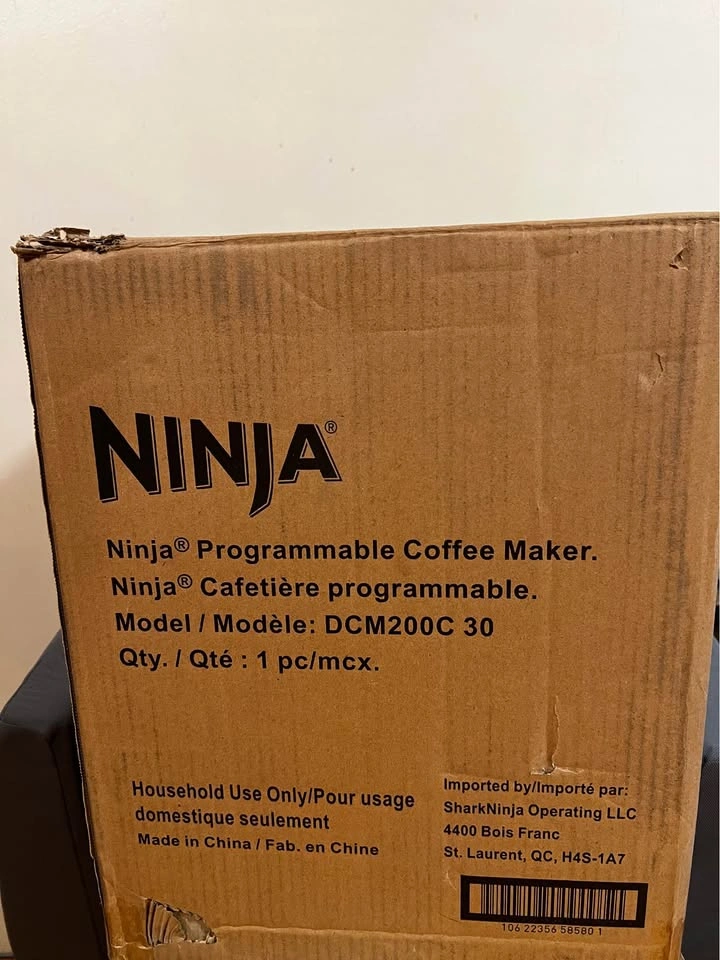 NINJA®
Ninja® Programmable Coffee Maker.
Ninja® Cafetière programmable.
Model / Modèle: DCM200C 30
Qty. / Qté : 1 pc/mcx.
Household Use Only/Pour usage
domestique seulement
Made in China / Fab. en Chine
Imported by/Importé par:
SharkNinja Operating LLC
4400 Bois Franc
St. Laurent, QC, H4S-1A7
106 22356 58580 1